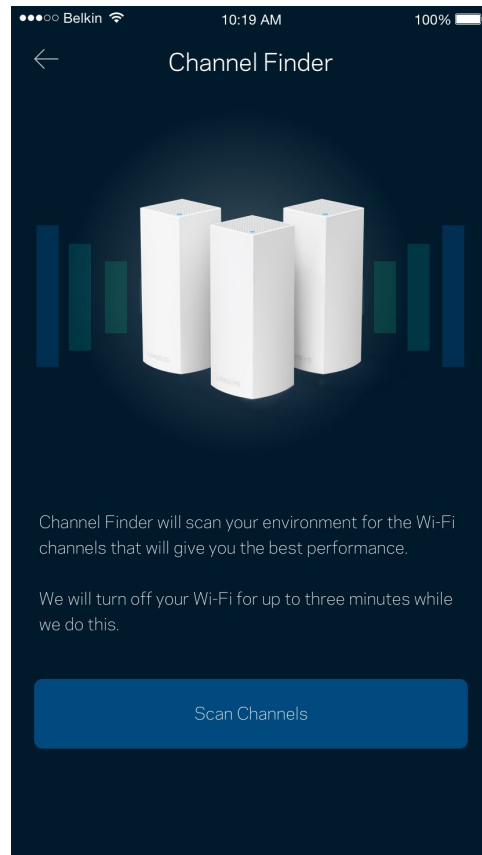 Belkin 10:19 AM 100%
Channel Finder
Channel Finder will scan your environment for the Wi-Fi
channels that will give you the best performance.
We will turn off your Wi-Fi for up to three minutes while
we do this.
Scan Channels